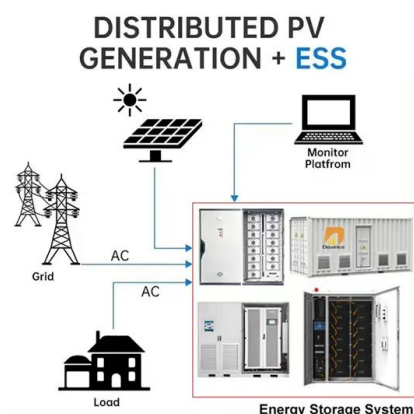 DISTRIBUTED PV
GENERATION + ESS
Monitor
Platfrom
Grid
AC
AC
Load
Energy Storage System